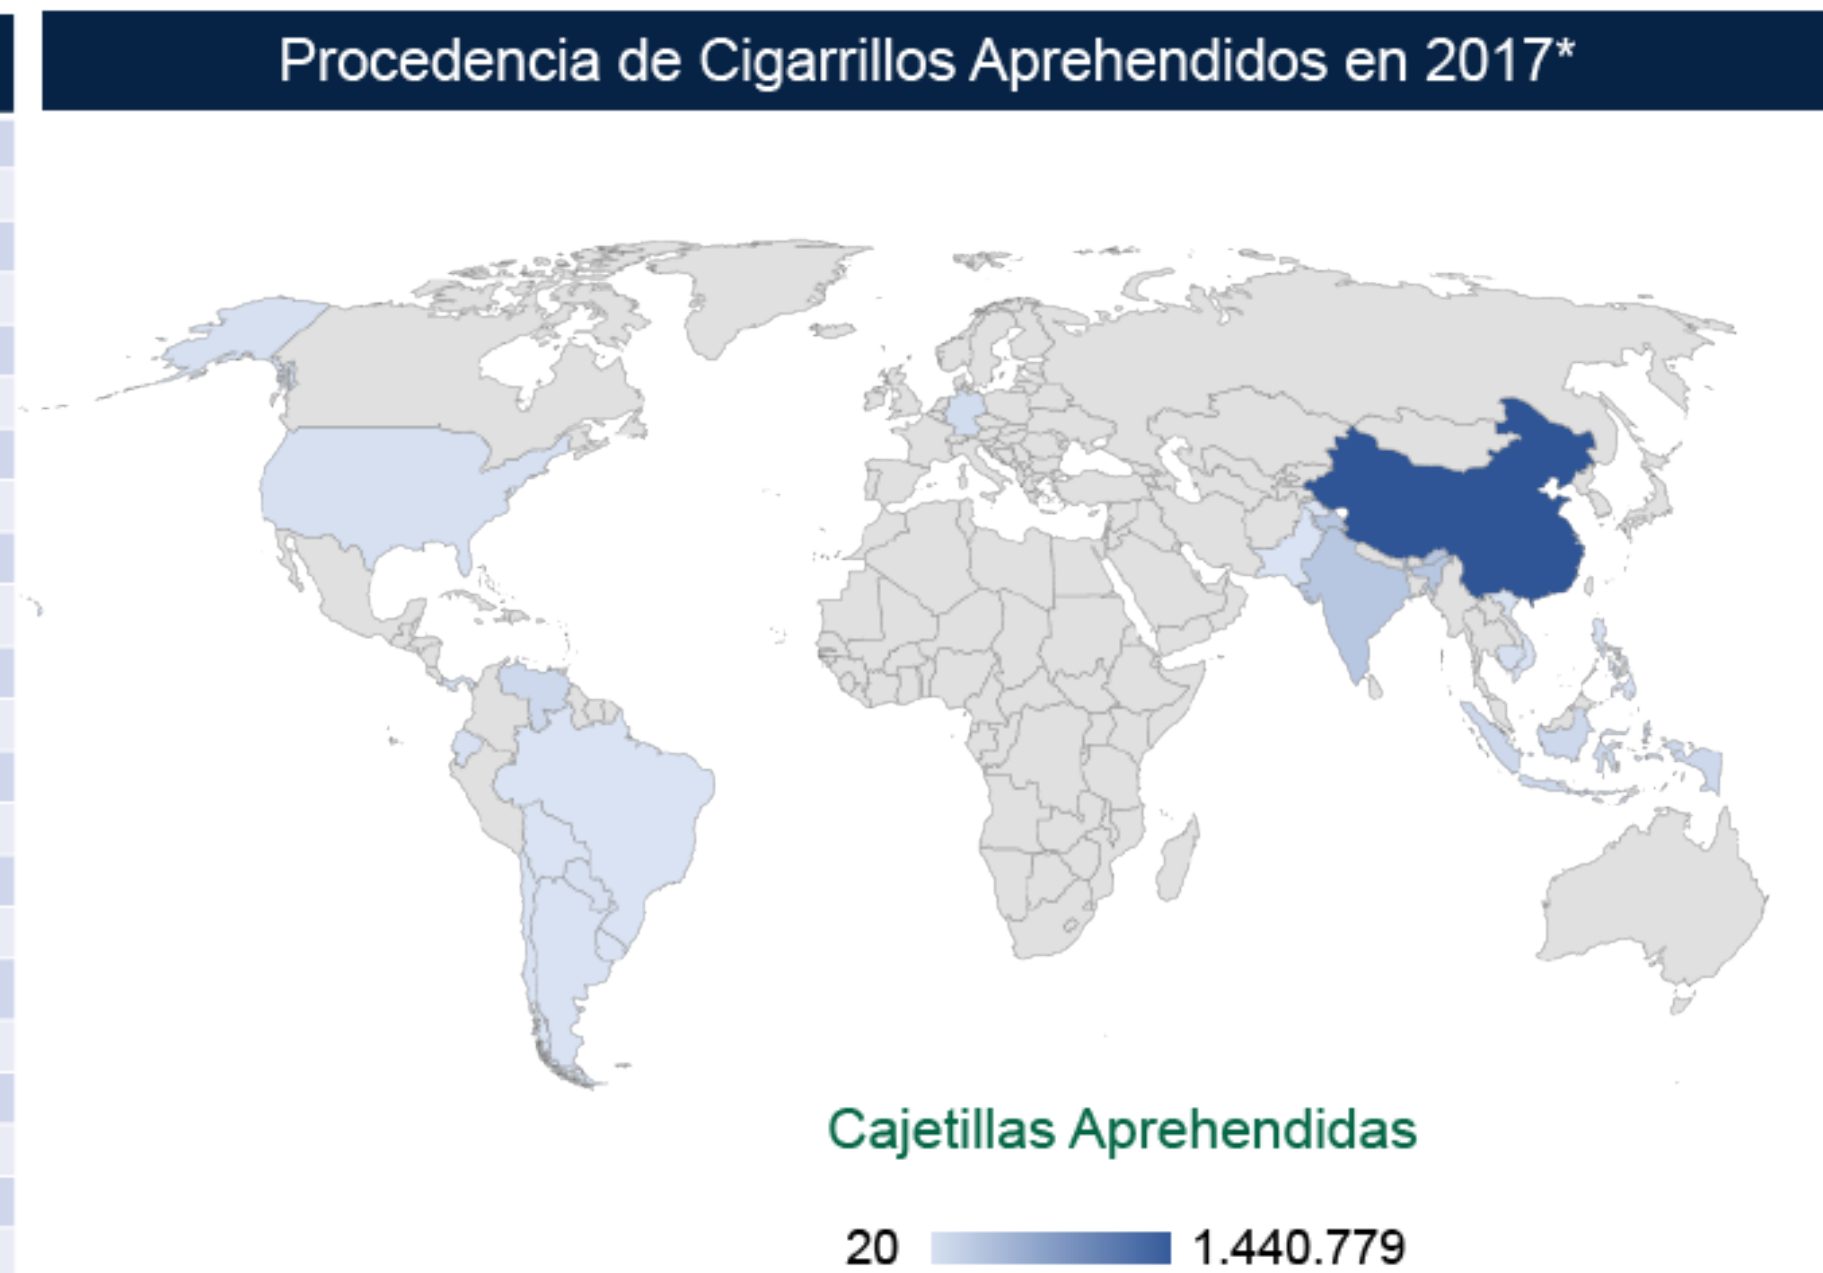 Procedencia de Cigarrillos Aprehendidos en 2017*
Cajetillas Aprehendidas
20 1.440.779